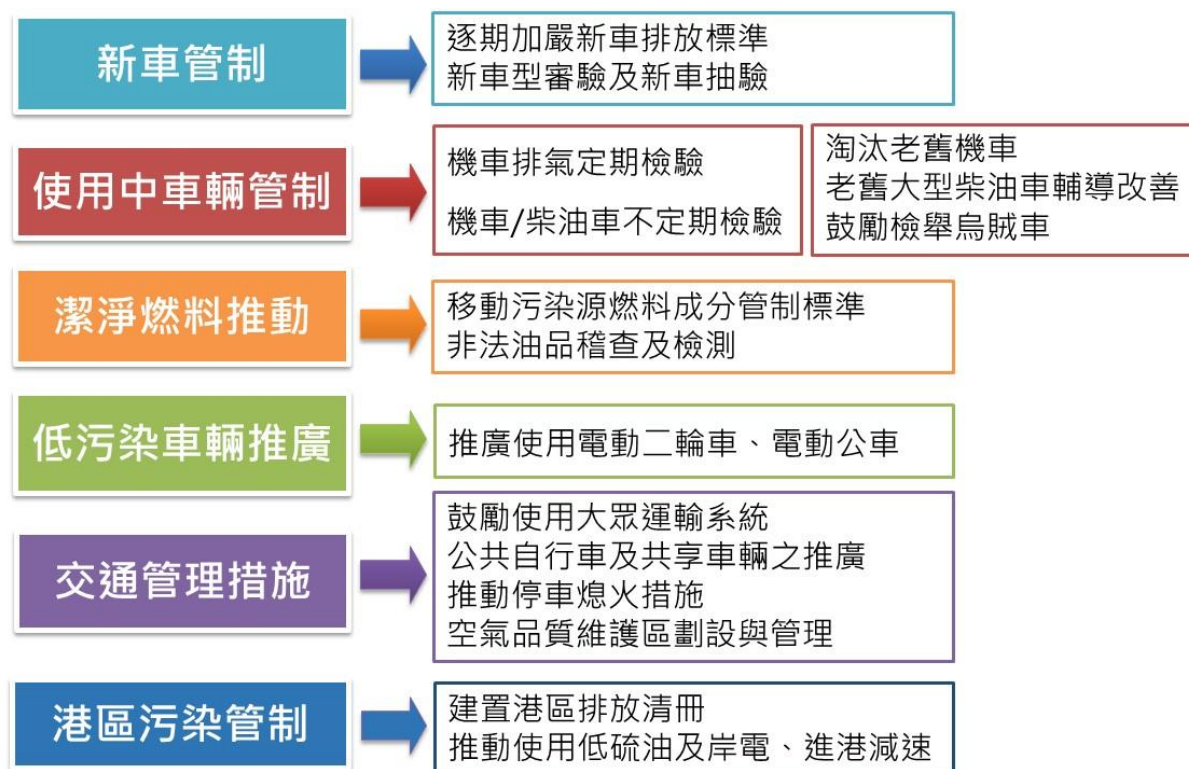 新車管制
逐期加嚴新車排放標準
新車型審驗及新車抽驗
使用中車輛管制
機車排氣定期檢驗
機車/柴油車不定期檢驗
淘汰老舊機車
老舊大型柴油車輔導改善
鼓勵檢舉烏賊車
潔淨燃料推動
移動污染源燃料成分管制標準
非法油品稽查及檢測
低污染車輛推廣
推廣使用電動二輪車、電動公車
交通管理措施
鼓勵使用大眾運輸系統
公共自行車及共享車輛之推廣
推動停車熄火措施
空氣品質維護區劃設與管理
港區污染管制
建置港區排放清冊
推動使用低硫油及岸電、進港減速